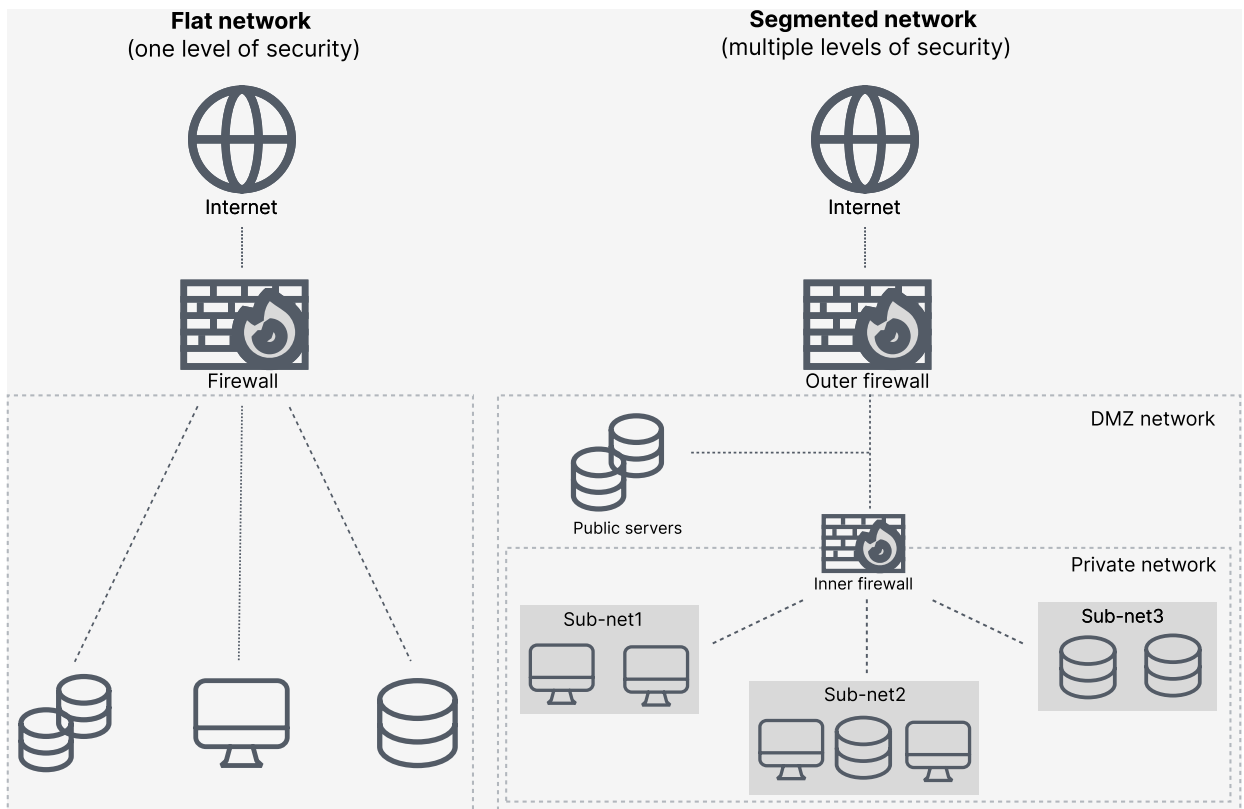 Flat network
(one level of security)
Internet
Firewall
Segmented network
(multiple levels of security)
Internet
Outer firewall
DMZ network
Public servers
Inner firewall
Private network
Sub-net1
Sub-net2
Sub-net3